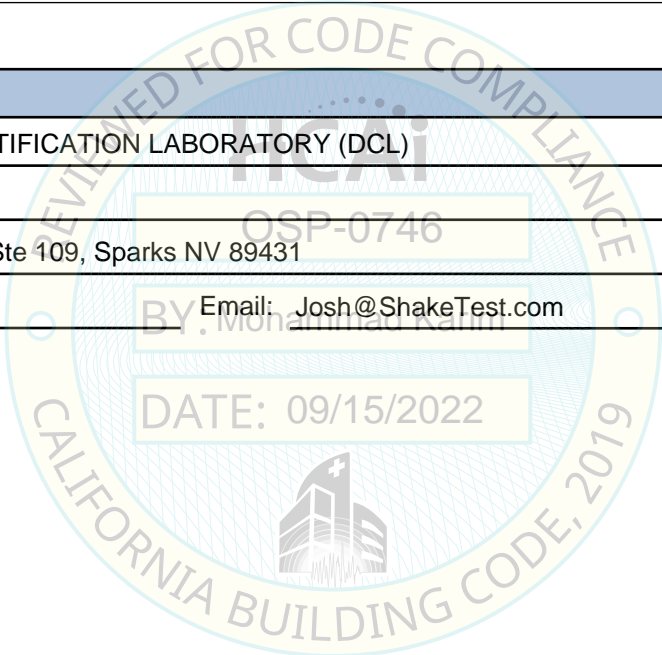 REVIEWED FOR CODE COMPLIANCE
HCAi
TIFICATION LABORATORY (DCL)
OSP-0746
Ste 109, Sparks NV 89431
Email: Josh@ShakeTest.com
BY: Mohammad Karim
DATE: 09/15/2022
CALIFORNIA BUILDING CODE, 2019